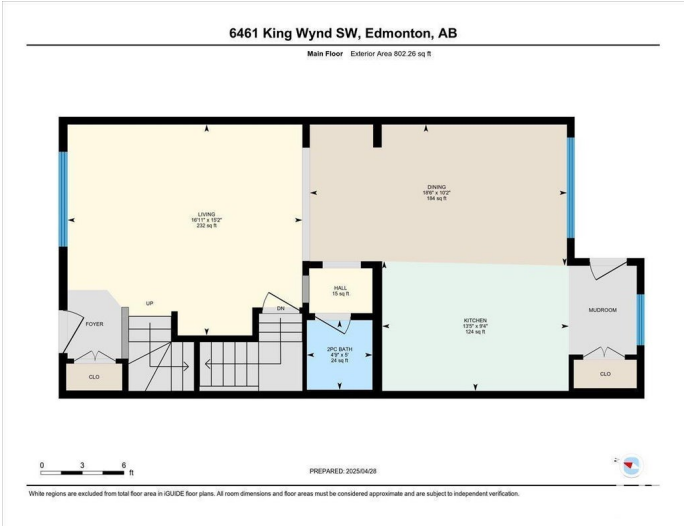 6461 King Wynd SW, Edmonton, AB
Main Floor Exterior Area 802.26 sq ft
LIVING
16'11" x 15'2"
232 sq ft
DINING
16'6" x 10'2"
184 sq ft
HALL
15 sq ft
UP
DN
FOYER
CLO
2PC BATH
4'9" x 5'
24 sq ft
KITCHEN
13'5" x 9'4"
124 sq ft
MUDROOM
CLO
0 3 6
ft
PREPARED: 2025/04/28
White regions are excluded from total floor area in iGUIDE floor plans. All room dimensions and floor areas must be considered approximate and are subject to independent verification.